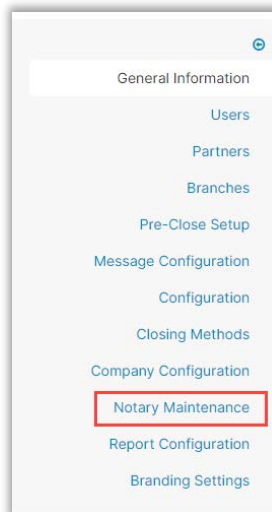 General Information
Users
Partners
Branches
Pre-Close Setup
Message Configuration
Configuration
Closing Methods
Company Configuration
Notary Maintenance
Report Configuration
Branding Settings